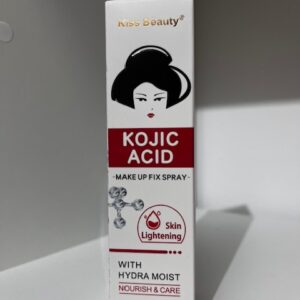 Kiss Beauty®
KOJIC
ACID
-MAKE UP FIX SPRAY-
Skin
Lightening
WITH
HYDRA MOIST
NOURISH & CARE